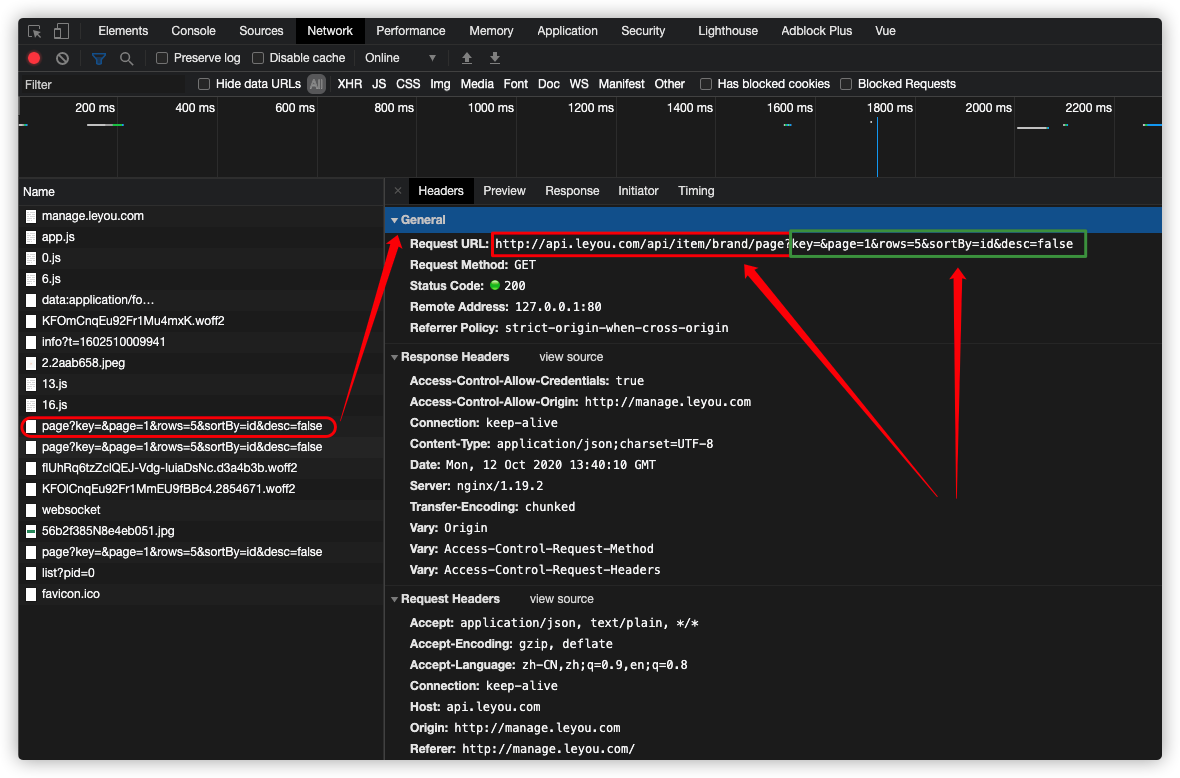 Elements Console Sources Network Performance Memory Application Security Lighthouse Adblock Plus Vue
Preserve log Disable cache Online
Filter Hide data URLs All XHR JS CSS Img Media Font Doc WS Manifest Other Has blocked cookies Blocked Requests
200 ms 400 ms 600 ms 800 ms 1000 ms 1200 ms 1400 ms 1600 ms 1800 ms 2000 ms 2200 ms
Name
manage.leyou.com
app.js
0.js
6.js
data:application/fo…
KFOmCnqEu92Fr1Mu4mxK.woff2
info?t=1602510009941
2.2aab658.jpeg
13.js
16.js
page?key=&page=1&rows=5&sortBy=id&desc=false
page?key=&page=1&rows=5&sortBy=id&desc=false
flUhRq6tzZclQEJ-Vdg-IuiaDsNc.d3a4b3b.woff2
KFOlCnqEu92Fr1MmEU9fBBc4.2854671.woff2
websocket
56b2f385N8e4eb051.jpg
page?key=&page=1&rows=5&sortBy=id&desc=false
list?pid=0
favicon.ico
× Headers Preview Response Initiator Timing
General
Request URL: http://api.leyou.com/api/item/brand/page?key=&page=1&rows=5&sortBy=id&desc=false
Request Method: GET
Status Code: 200
Remote Address: 127.0.0.1:80
Referrer Policy: strict-origin-when-cross-origin
Response Headers view source
Access-Control-Allow-Credentials: true
Access-Control-Allow-Origin: http://manage.leyou.com
Connection: keep-alive
Content-Type: application/json;charset=UTF-8
Date: Mon, 12 Oct 2020 13:40:10 GMT
Server: nginx/1.19.2
Transfer-Encoding: chunked
Vary: Origin
Vary: Access-Control-Request-Method
Vary: Access-Control-Request-Headers
Request Headers view source
Accept: application/json, text/plain, */*
Accept-Encoding: gzip, deflate
Accept-Language: zh-CN,zh;q=0.9,en;q=0.8
Connection: keep-alive
Host: api.leyou.com
Origin: http://manage.leyou.com
Referer: http://manage.leyou.com/